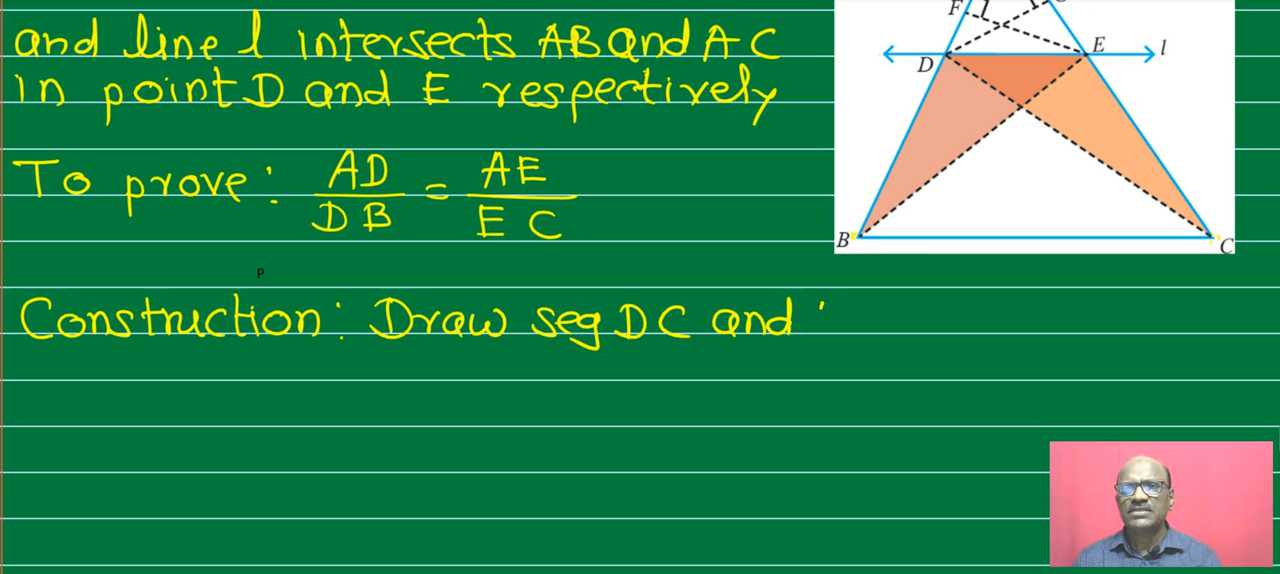 and line l intersects AB and AC
in point D and E respectively
To prove: AD/DB = AE/EC
Construction: Draw seg DC and
F
D
E
l
B
C
P